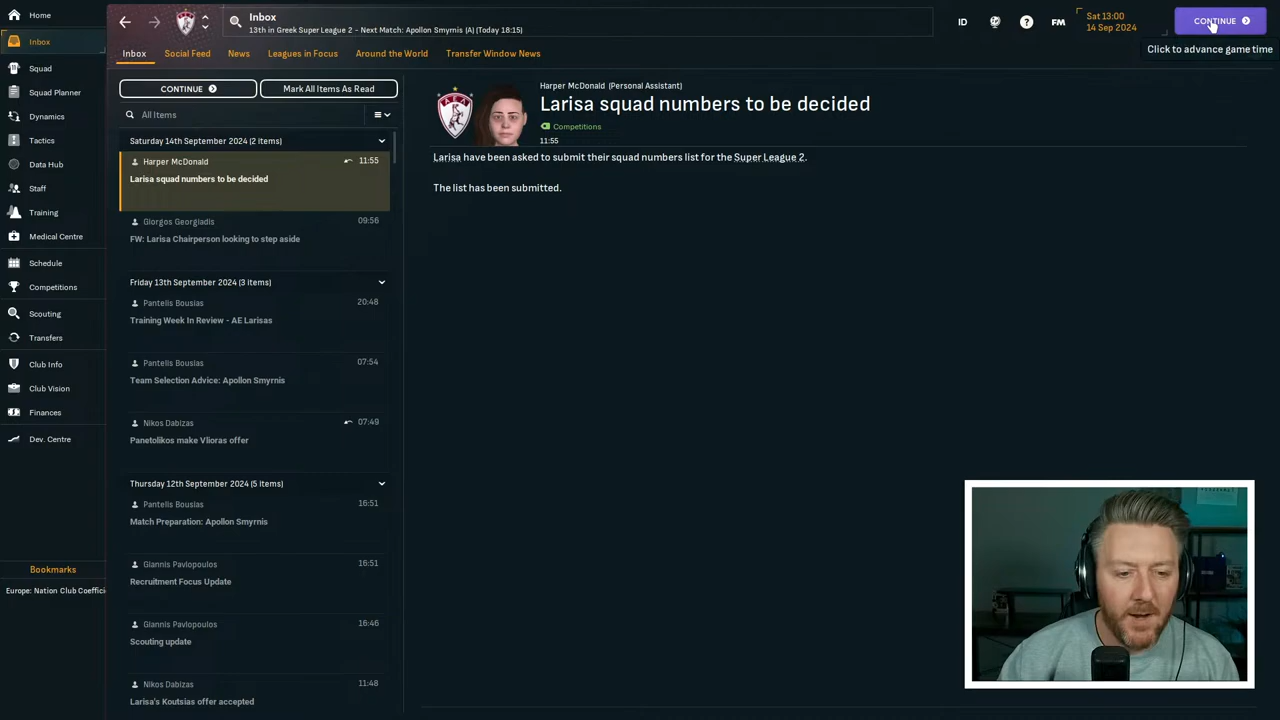 Home
Inbox
Squad
Squad Planner
Dynamics
Tactics
Data Hub
Staff
Training
Medical Centre
Schedule
Competitions
Scouting
Transfers
Club Info
Club Vision
Finances
Dev. Centre
Bookmarks
Europe: Nation Club Coeffici
Inbox
13th in Greek Super League 2 - Next Match: Apollon Smyrnis (A) (Today 18:15)
ID
FM
Sat 13:00
14 Sep 2024
CONTINUE
Click to advance game time
Inbox
Social Feed
News
Leagues in Focus
Around the World
Transfer Window News
CONTINUE
Mark All Items As Read
All Items
Saturday 14th September 2024 (2 items)
Harper McDonald 11:55
Larisa squad numbers to be decided
Giorgos Georgiadis 09:56
FW: Larisa Chairperson looking to step aside
Friday 13th September 2024 (3 items)
Pantelis Bousias 20:48
Training Week In Review - AE Larisas
Pantelis Bousias 07:54
Team Selection Advice: Apollon Smyrnis
Nikos Dabizas 07:49
Panetolikos make Vlioras offer
Thursday 12th September 2024 (5 items)
Pantelis Bousias 16:51
Match Preparation: Apollon Smyrnis
Giannis Pavlopoulos 16:51
Recruitment Focus Update
Giannis Pavlopoulos 16:46
Scouting update
Nikos Dabizas 11:48
Larisa's Koutsias offer accepted
Harper McDonald (Personal Assistant)
Larisa squad numbers to be decided
Competitions
11:55
Larisa have been asked to submit their squad numbers list for the Super League 2.
The list has been submitted.